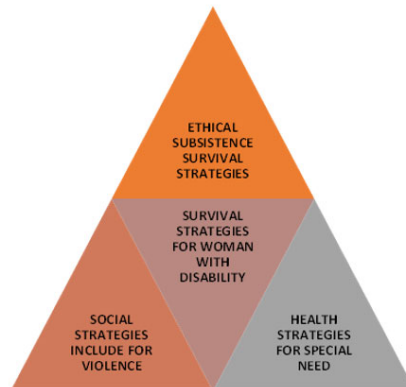 ETHICAL
SUBSISTENCE
SURVIVAL
STRATEGIES
SURVIVAL
STRATEGIES
FOR WOMAN
WITH
DISABILITY
SOCIAL
STRATEGIES
INCLUDE FOR
VIOLENCE
HEALTH
STRATEGIES
FOR SPECIAL
NEED